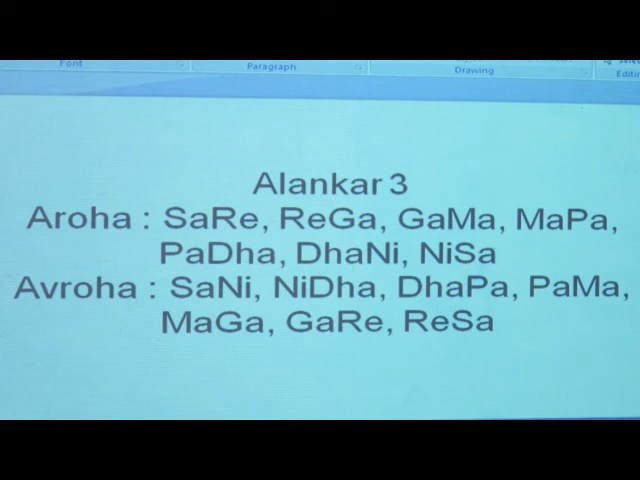 Font Paragraph Drawing
Alankar 3
Aroha : SaRe, ReGa, GaMa, MaPa,
PaDha, DhaNi, NiSa
Avroha : SaNi, NiDha, DhaPa, PaMa,
MaGa, GaRe, ReSa